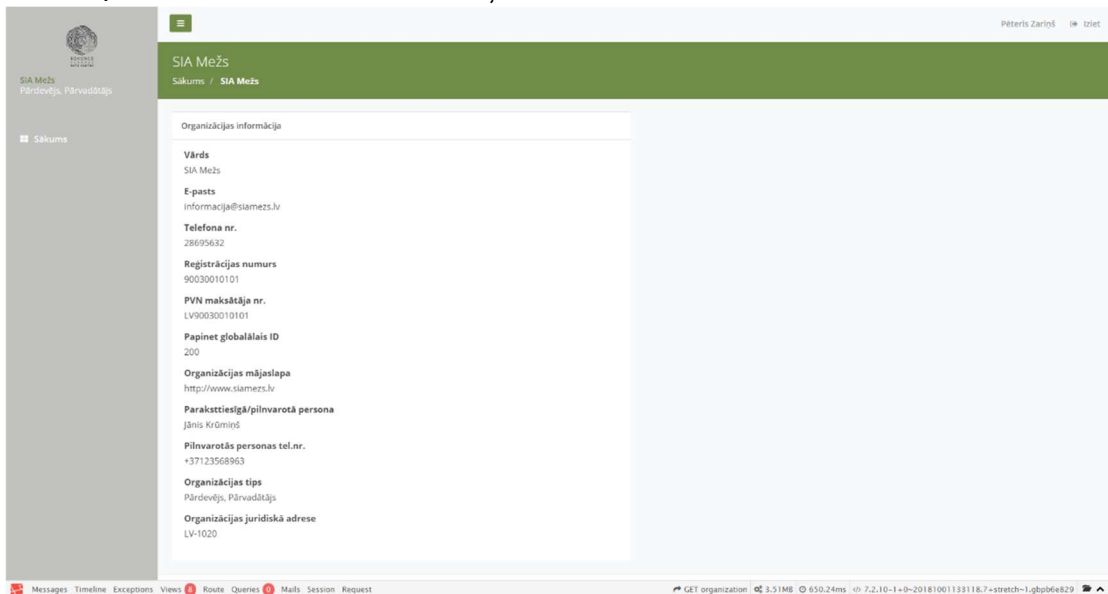 Pēteris Zariņš Iziet
SIA Mežs
Sākums / SIA Mežs
SIA Mežs
Pārdevējs, Pārvadātājs
Sākums
Organizācijas informācija
Vārds
SIA Mežs
E-pasts
informacija@siamezs.lv
Telefona nr.
28695632
Reģistrācijas numurs
90030010101
PVN maksātāja nr.
LV90030010101
Papinet globālālais ID
200
Organizācijas mājaslapa
http://www.siamezs.lv
Paraksttiesīgā/pilnvarotā persona
Jānis Krūmiņš
Pilnvarotās personas tel.nr.
+37123568963
Organizācijas tips
Pārdevējs, Pārvadātājs
Organizācijas juridiskā adrese
LV-1020
Messages Timeline Exceptions Views 8 Route Queries 0 Mails Session Request GET organization 3.51MB 650.24ms 7.2.10-1+0~20181001133118.7+stretch~1.gbpb6e829